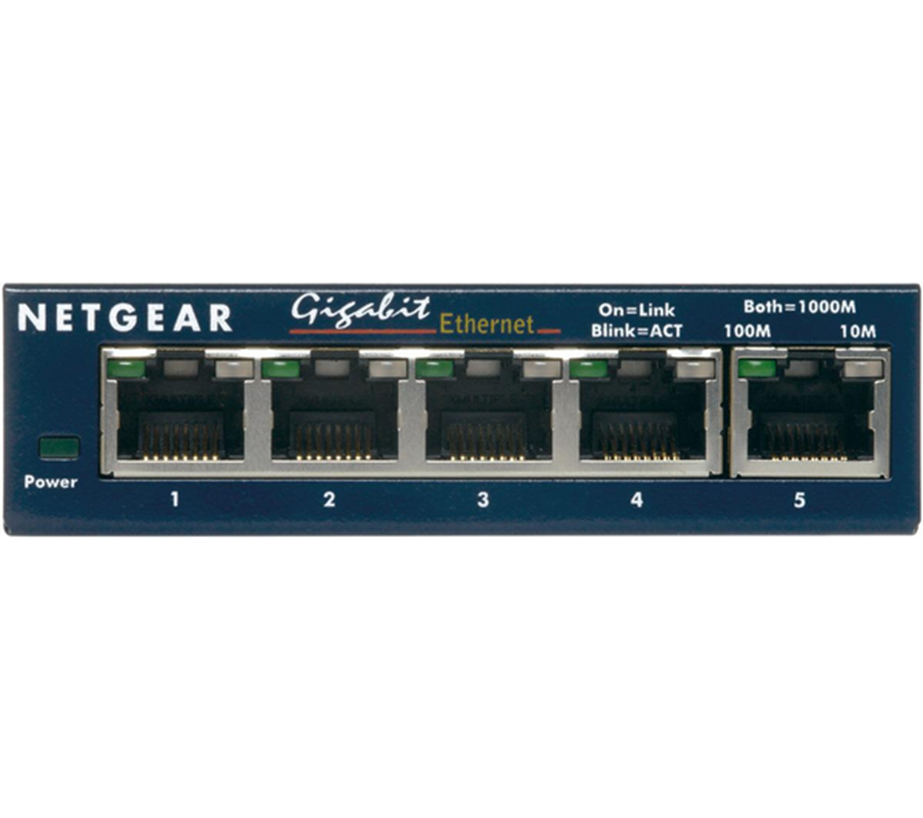 NETGEAR
Gigabit
Ethernet
On=Link
Blink=ACT
Both=1000M
100M 10M
Power
1 2 3 4 5